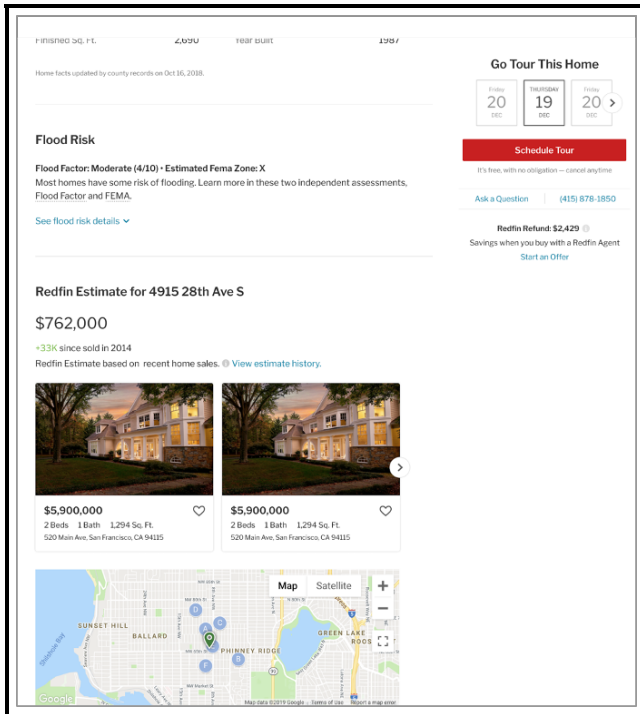 Finished Sq. Ft. 2,690 Year Built 1987
Home facts updated by county records on Oct 16, 2018.
Flood Risk
Flood Factor: Moderate (4/10) • Estimated Fema Zone: X
Most homes have some risk of flooding. Learn more in these two independent assessments,
Flood Factor and FEMA.
See flood risk details
Redfin Estimate for 4915 28th Ave S
$762,000
+33K since sold in 2014
Redfin Estimate based on recent home sales. View estimate history.
$5,900,000
2 Beds 1 Bath 1,294 Sq. Ft.
520 Main Ave, San Francisco, CA 94115
$5,900,000
2 Beds 1 Bath 1,294 Sq. Ft.
520 Main Ave, San Francisco, CA 94115
Map Satellite
D
A
C
B
F
SUNSET HILL
BALLARD
PHINNEY RIDGE
GREEN LAKE
ROOS
Shilshole Bay
NW Market St
Google
Map data ©2019 Google Terms of Use Report a map error
Go Tour This Home
Friday
20
DEC
THURSDAY
19
DEC
Friday
20
DEC
Schedule Tour
It's free, with no obligation — cancel anytime
Ask a Question
(415) 878-1850
Redfin Refund: $2,429
Savings when you buy with a Redfin Agent
Start an Offer